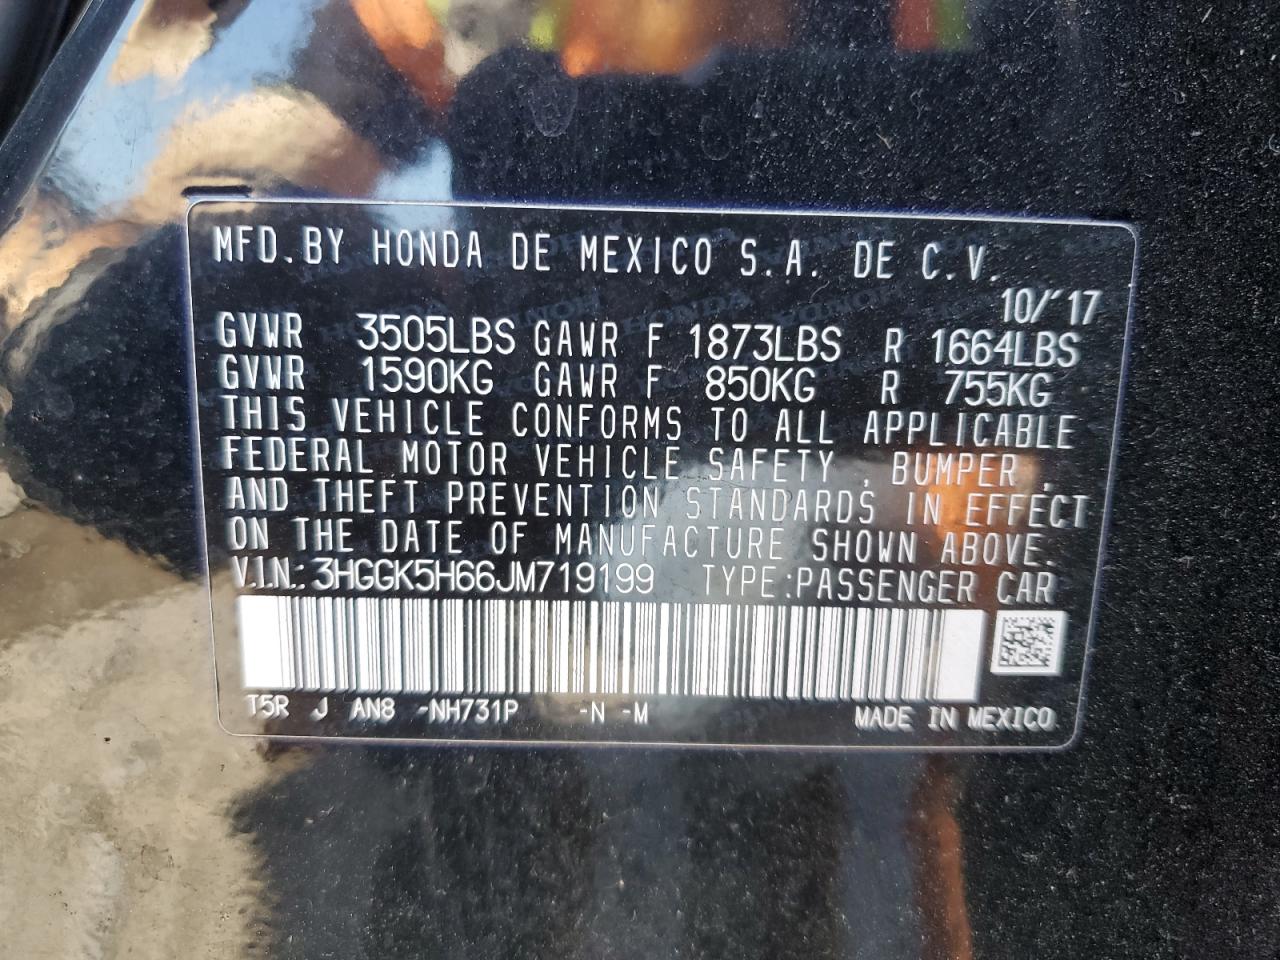 MFD.BY HONDA DE MEXICO S.A. DE C.V.
10/'17
GVWR 3505LBS GAWR F 1873LBS R 1664LBS
GVWR 1590KG GAWR F 850KG R 755KG
THIS VEHICLE CONFORMS TO ALL APPLICABLE
FEDERAL MOTOR VEHICLE SAFETY, BUMPER,
AND THEFT PREVENTION STANDARDS IN EFFECT
ON THE DATE OF MANUFACTURE SHOWN ABOVE.
V.I.N.: 3HGGK5H66JM719199 TYPE:PASSENGER CAR
T5R J AN8 -NH731P -N -M MADE IN MEXICO